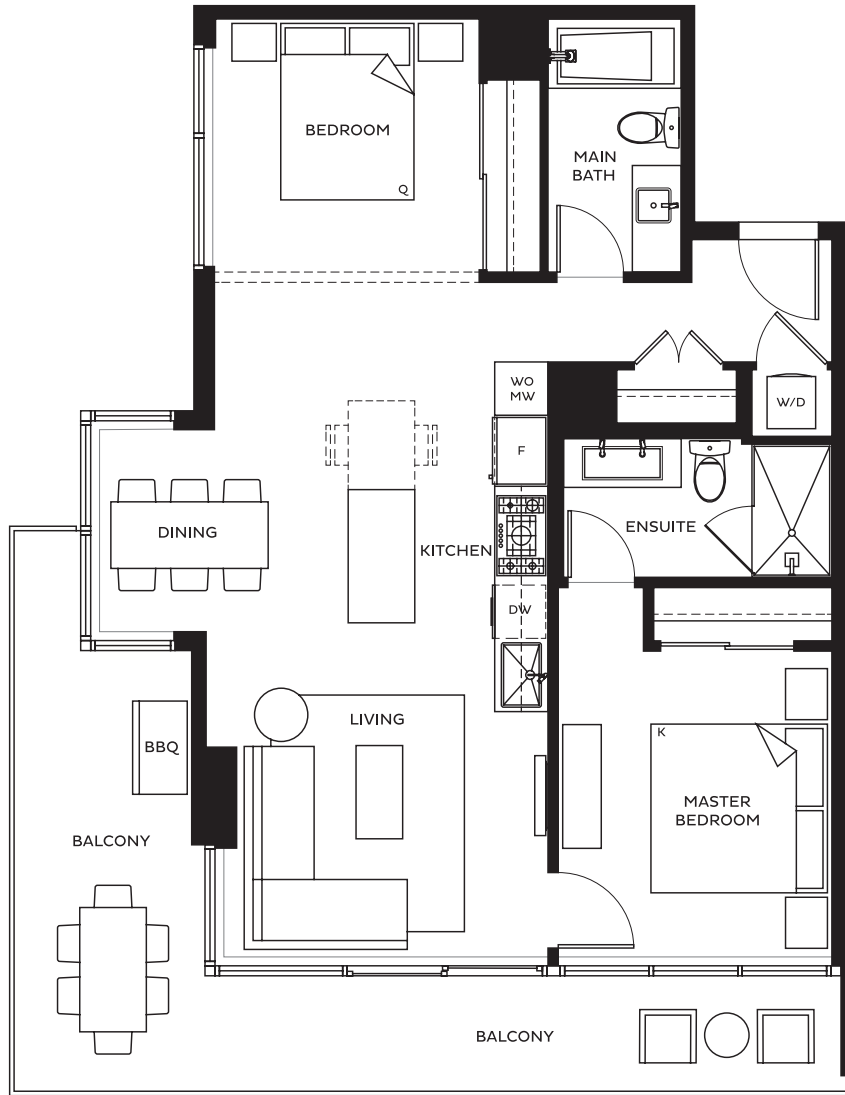 BEDROOM
Q
MAIN
BATH
WO
MW
W/D
F
DINING
KITCHEN
ENSUITE
DW
LIVING
BBQ
K
MASTER
BEDROOM
BALCONY
BALCONY